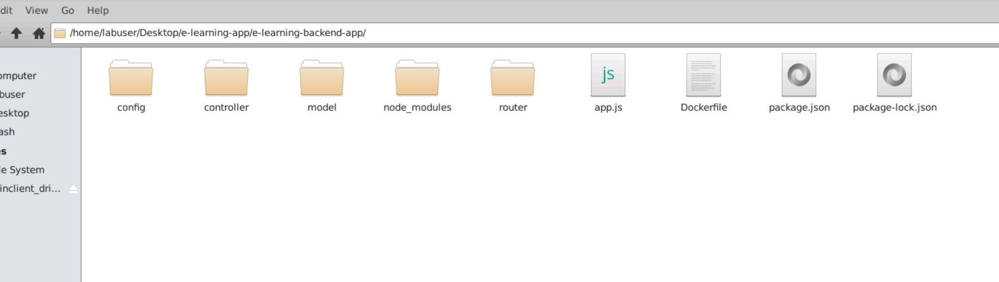 dit View Go Help
/home/labuser/Desktop/e-learning-app/e-learning-backend-app/
omputer
buser
esktop
ash
s
le System
inclient_dri...
config controller model node_modules router app.js Dockerfile package.json package-lock.json
js